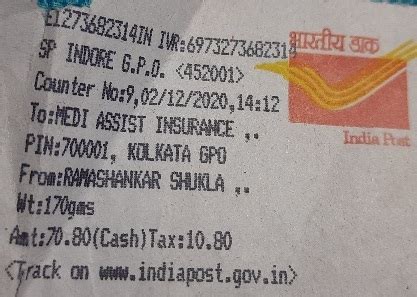 EI273682314IN IVR:6973273682314
SP INDORE G.P.O. <452001>
Counter No:9,02/12/2020,14:12
To:MEDI ASSIST INSURANCE ,.
PIN:700001, KOLKATA GPO
From:RAMASHANKAR SHUKLA ,.
Wt:170gms
Amt:70.80(Cash)Tax:10.80
<Track on www.indiapost.gov.in>
भारतीय डाक
India Post